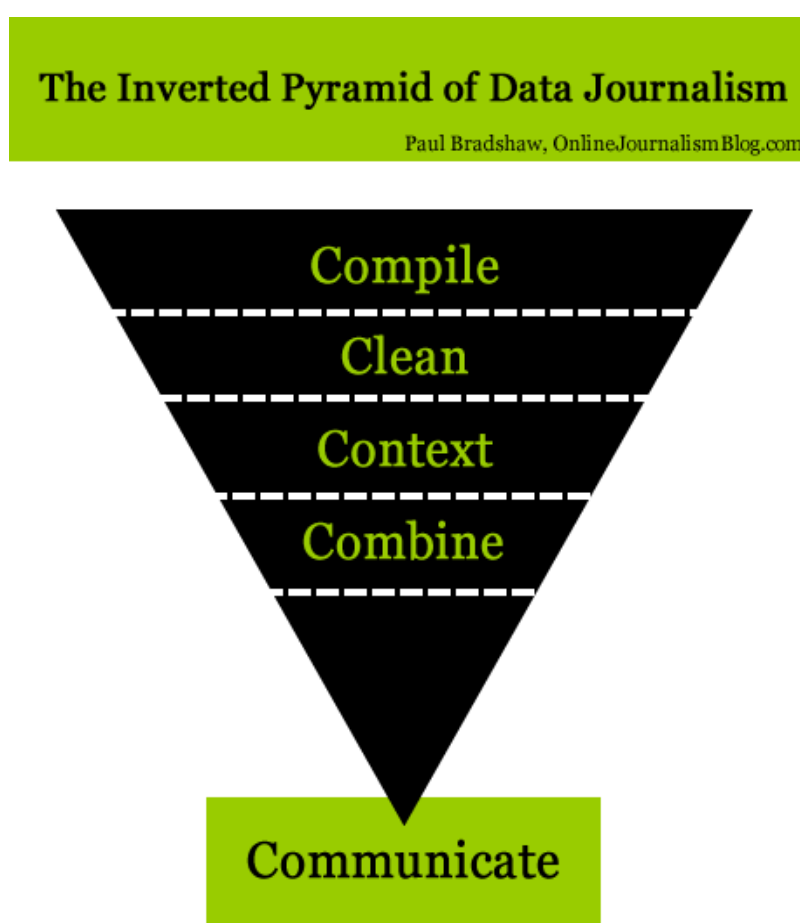 The Inverted Pyramid of Data Journalism
Paul Bradshaw, OnlineJournalismBlog.com
Compile
Clean
Context
Combine
Communicate